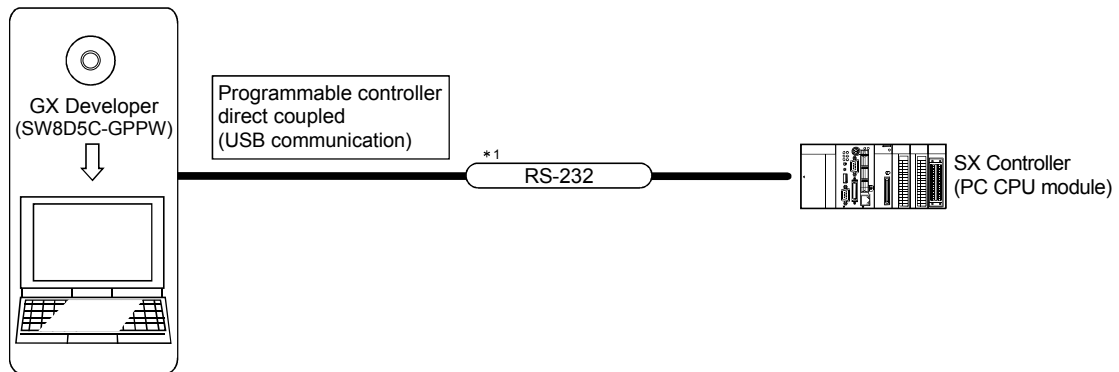 GX Developer
(SW8D5C-GPPW)
Programmable controller
direct coupled
(USB communication)
*1
RS-232
SX Controller
(PC CPU module)